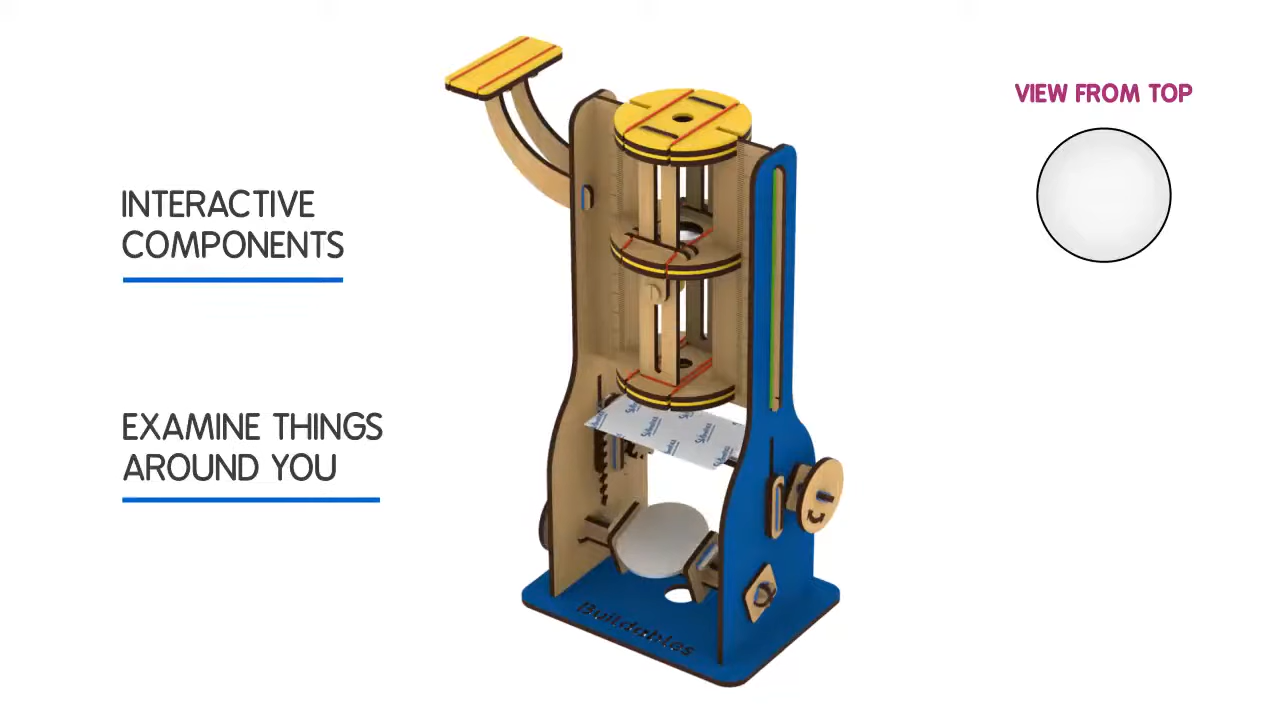 VIEW FROM TOP
INTERACTIVE
COMPONENTS
EXAMINE THINGS
AROUND YOU
Buildables